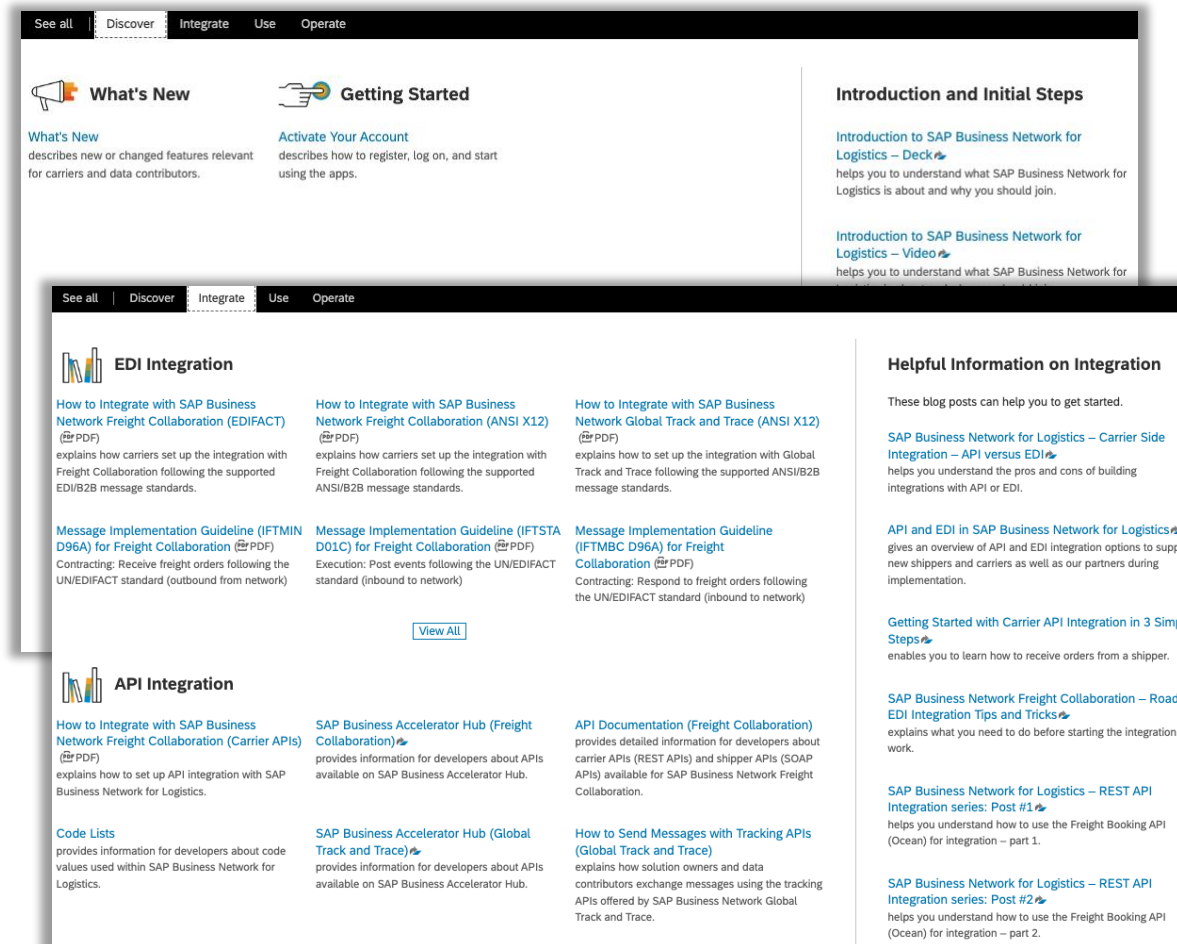 See all | Discover Integrate Use Operate
What's New
What's New
describes new or changed features relevant
for carriers and data contributors.
Getting Started
Activate Your Account
describes how to register, log on, and start
using the apps.
Introduction and Initial Steps
Introduction to SAP Business Network for
Logistics – Deck
helps you to understand what SAP Business Network for
Logistics is about and why you should join.
Introduction to SAP Business Network for
Logistics – Video
helps you to understand what SAP Business Network for
See all | Discover Integrate Use Operate
EDI Integration
How to Integrate with SAP Business
Network Freight Collaboration (EDIFACT)
(PDF)
explains how carriers set up the integration with
Freight Collaboration following the supported
EDI/B2B message standards.
How to Integrate with SAP Business
Network Freight Collaboration (ANSI X12)
(PDF)
explains how carriers set up the integration with
Freight Collaboration following the supported
ANSI/B2B message standards.
How to Integrate with SAP Business
Network Global Track and Trace (ANSI X12)
(PDF)
explains how to set up the integration with Global
Track and Trace following the supported ANSI/B2B
message standards.
Message Implementation Guideline (IFTMIN
D96A) for Freight Collaboration (PDF)
Contracting: Receive freight orders following the
UN/EDIFACT standard (outbound from network)
Message Implementation Guideline (IFTSTA
D01C) for Freight Collaboration (PDF)
Execution: Post events following the UN/EDIFACT
standard (inbound to network)
Message Implementation Guideline
(IFTMBC D96A) for Freight
Collaboration (PDF)
Contracting: Respond to freight orders following
the UN/EDIFACT standard (inbound to network)
View All
API Integration
How to Integrate with SAP Business
Network Freight Collaboration (Carrier APIs)
(PDF)
explains how to set up API integration with SAP
Business Network for Logistics.
SAP Business Accelerator Hub (Freight
Collaboration)
provides information for developers about APIs
available on SAP Business Accelerator Hub.
API Documentation (Freight Collaboration)
provides detailed information for developers about
carrier APIs (REST APIs) and shipper APIs (SOAP
APIs) available for SAP Business Network Freight
Collaboration.
Code Lists
provides information for developers about code
values used within SAP Business Network for
Logistics.
SAP Business Accelerator Hub (Global
Track and Trace)
provides information for developers about APIs
available on SAP Business Accelerator Hub.
How to Send Messages with Tracking APIs
(Global Track and Trace)
explains how solution owners and data
contributors exchange messages using the tracking
APIs offered by SAP Business Network Global
Track and Trace.
Helpful Information on Integration
These blog posts can help you to get started.
SAP Business Network for Logistics – Carrier Side
Integration – API versus EDI
helps you understand the pros and cons of building
integrations with API or EDI.
API and EDI in SAP Business Network for Logistics
gives an overview of API and EDI integration options to supp
new shippers and carriers as well as our partners during
implementation.
Getting Started with Carrier API Integration in 3 Sim
Steps
enables you to learn how to receive orders from a shipper.
SAP Business Network Freight Collaboration – Road
EDI Integration Tips and Tricks
explains what you need to do before starting the integration
work.
SAP Business Network for Logistics – REST API
Integration series: Post #1
helps you understand how to use the Freight Booking API
(Ocean) for integration – part 1.
SAP Business Network for Logistics – REST API
Integration series: Post #2
helps you understand how to use the Freight Booking API
(Ocean) for integration – part 2.